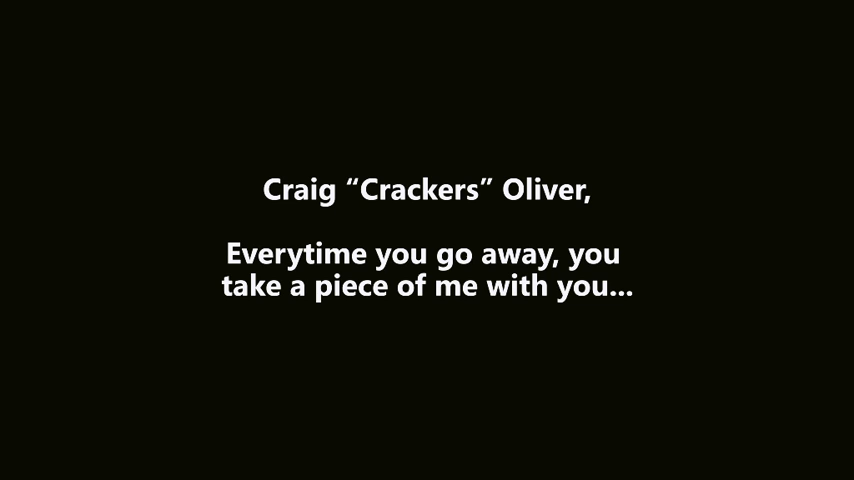 Craig “Crackers” Oliver,
Everytime you go away, you
take a piece of me with you...